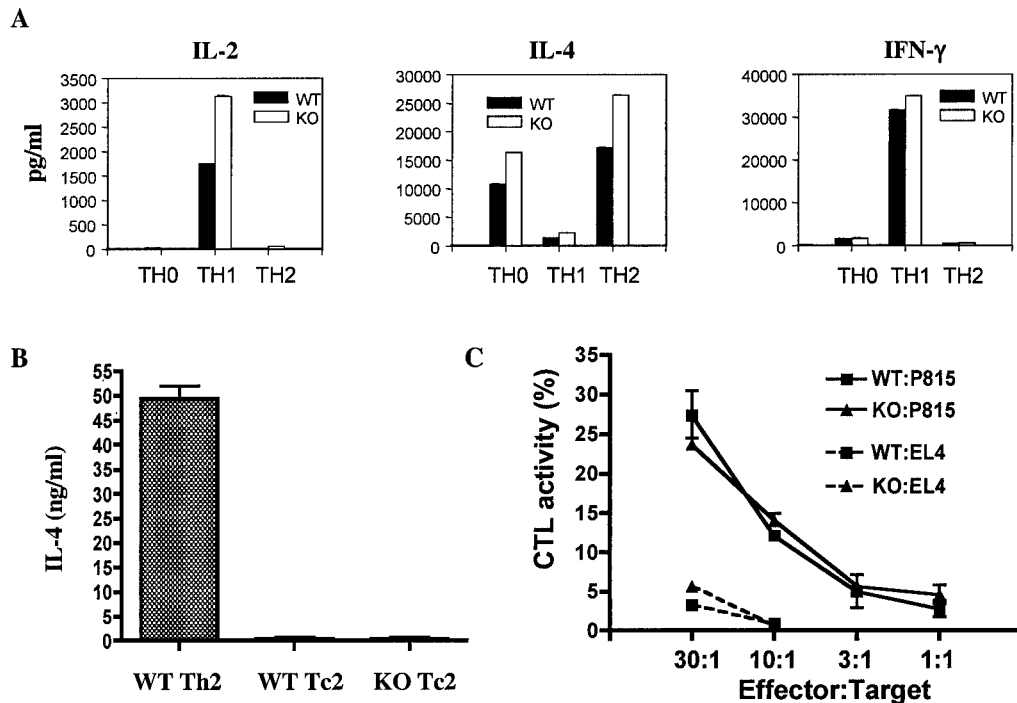 A
IL-2
IL-4
IFN-γ
pg/ml
3500
3000
2500
2000
1500
1000
500
0
WT
KO
TH0 TH1 TH2
30000
25000
20000
15000
10000
5000
0
WT
KO
TH0 TH1 TH2
40000
30000
20000
10000
0
WT
KO
TH0 TH1 TH2
B
IL-4 (ng/ml)
55
50
45
40
35
30
25
20
15
10
5
0
WT Th2 WT Tc2 KO Tc2
C
CTL activity (%)
35
30
25
20
15
10
5
0
WT:P815
KO:P815
WT:EL4
KO:EL4
30:1 10:1 3:1 1:1
Effector:Target